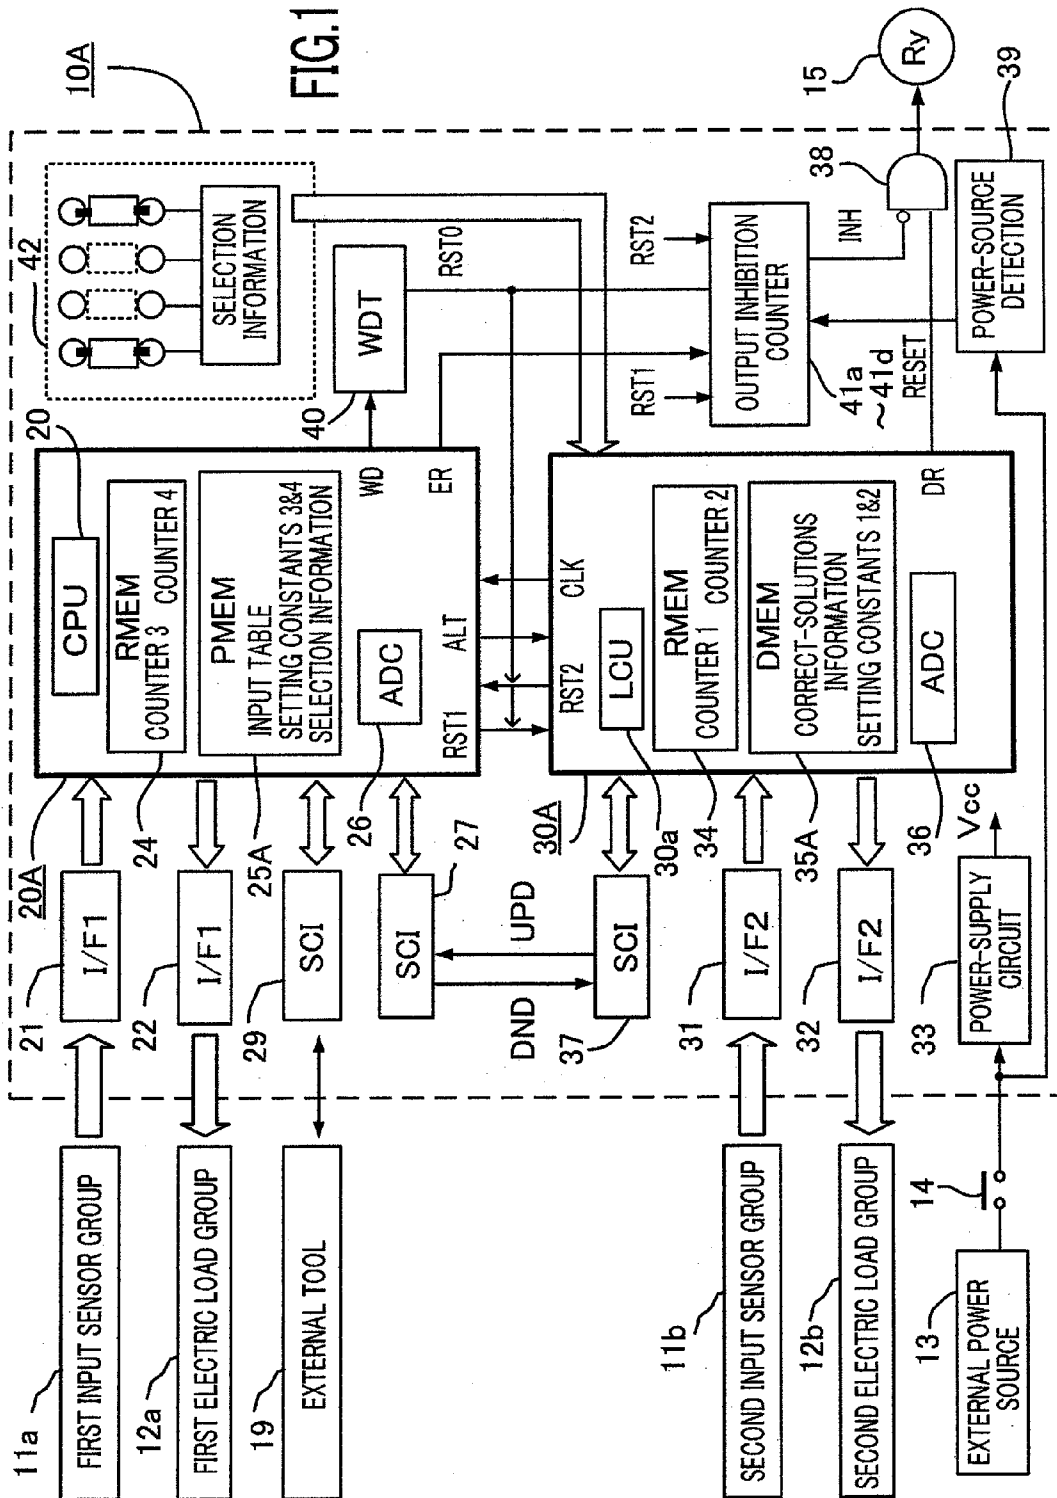 FIG.1
10A
42
SELECTION
INFORMATION
20
CPU
RMEM
COUNTER 3 COUNTER 4
PMEM
INPUT TABLE
SETTING CONSTANTS 3&4
SELECTION INFORMATION
ADC
WD
ER
RST1
ALT
RST2
CLK
40
WDT
RST0
RST1
RST2
OUTPUT INHIBITION
COUNTER
41a
~41d
INH
RESET
38
15
Ry
39
POWER-SOURCE
DETECTION
20A
24
25A
26
27
21
I/F1
22
I/F1
29
SCI
SCI
DND
UPD
37
SCI
30A
30a
LCU
34
RMEM
COUNTER 1 COUNTER 2
35A
DMEM
CORRECT-SOLUTIONS
INFORMATION
SETTING CONSTANTS 1&2
DR
36
ADC
31
I/F2
32
I/F2
33
POWER-SUPPLY
CIRCUIT
Vcc
11a
FIRST INPUT SENSOR GROUP
12a
FIRST ELECTRIC LOAD GROUP
19
EXTERNAL TOOL
11b
SECOND INPUT SENSOR GROUP
12b
SECOND ELECTRIC LOAD GROUP
13
EXTERNAL POWER
SOURCE
14